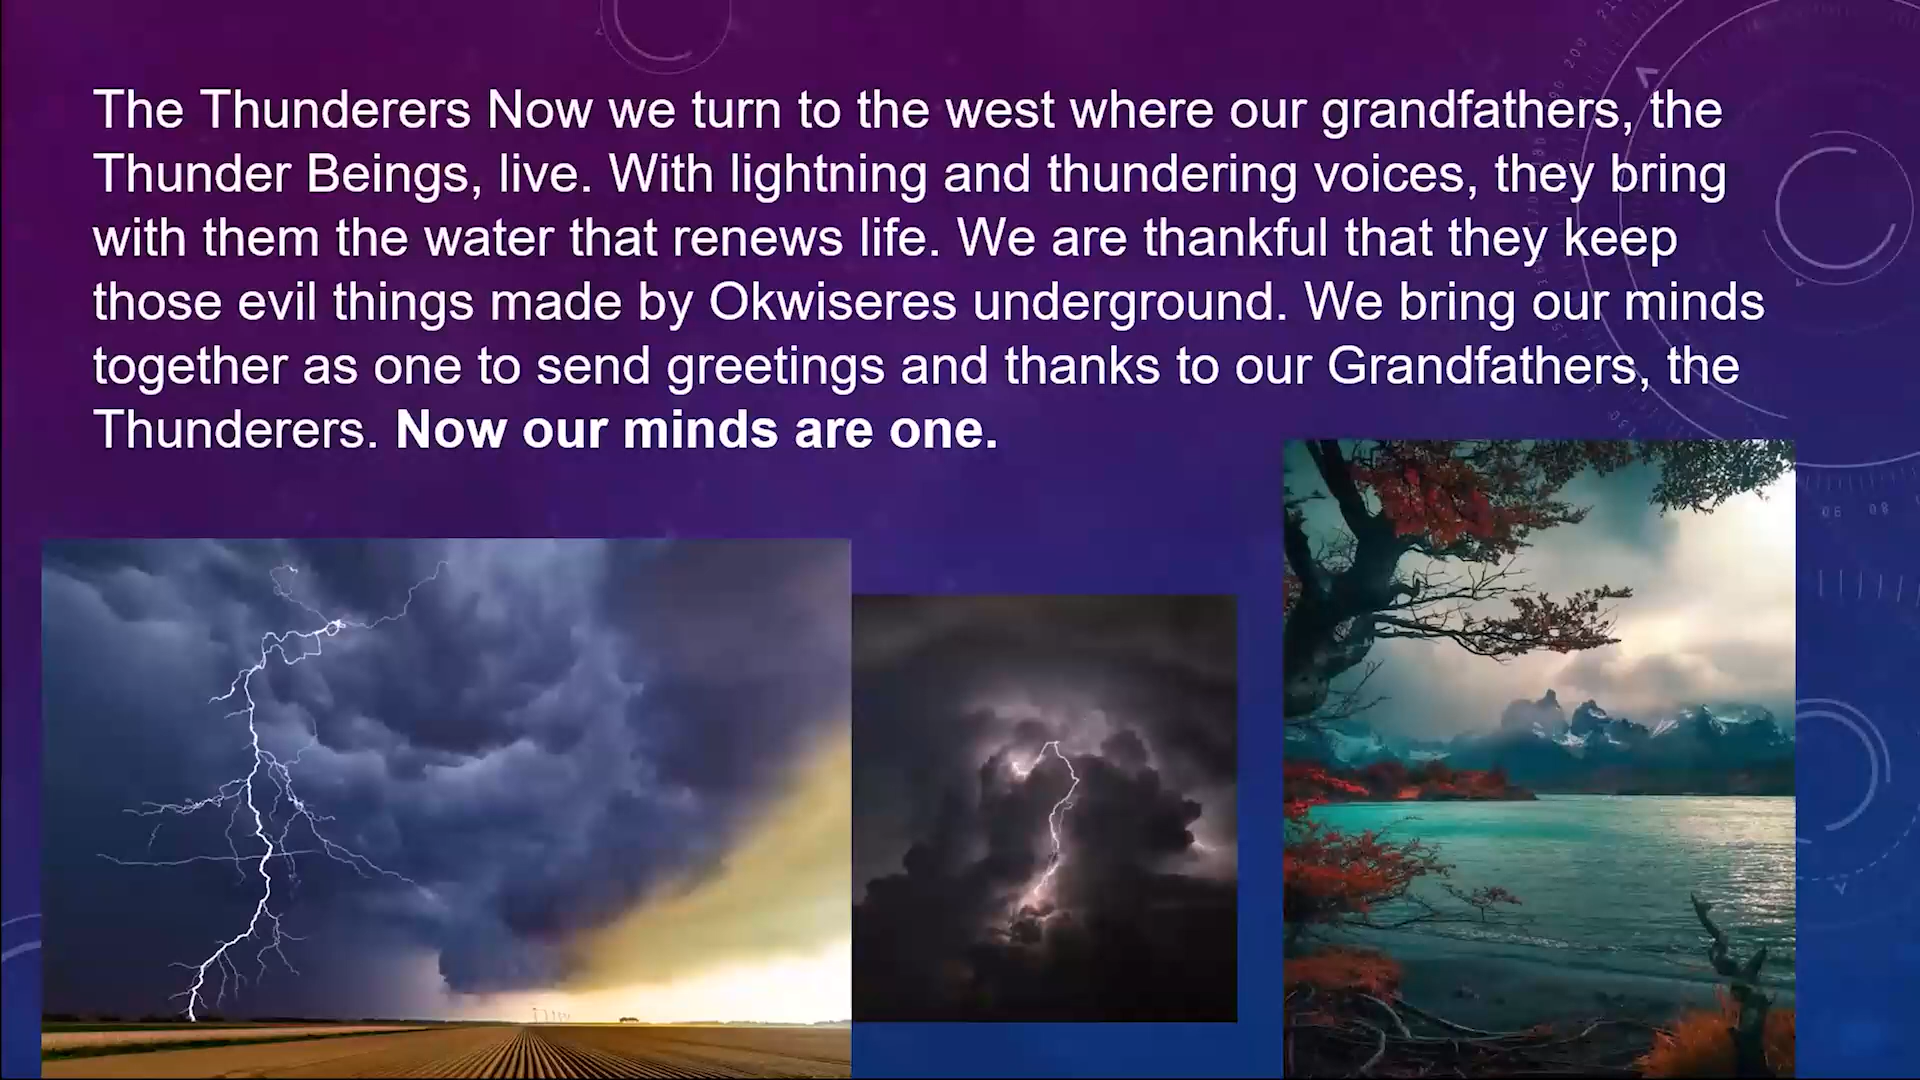 The Thunderers Now we turn to the west where our grandfathers, the
Thunder Beings, live. With lightning and thundering voices, they bring
with them the water that renews life. We are thankful that they keep
those evil things made by Okwiseres underground. We bring our minds
together as one to send greetings and thanks to our Grandfathers, the
Thunderers. Now our minds are one.